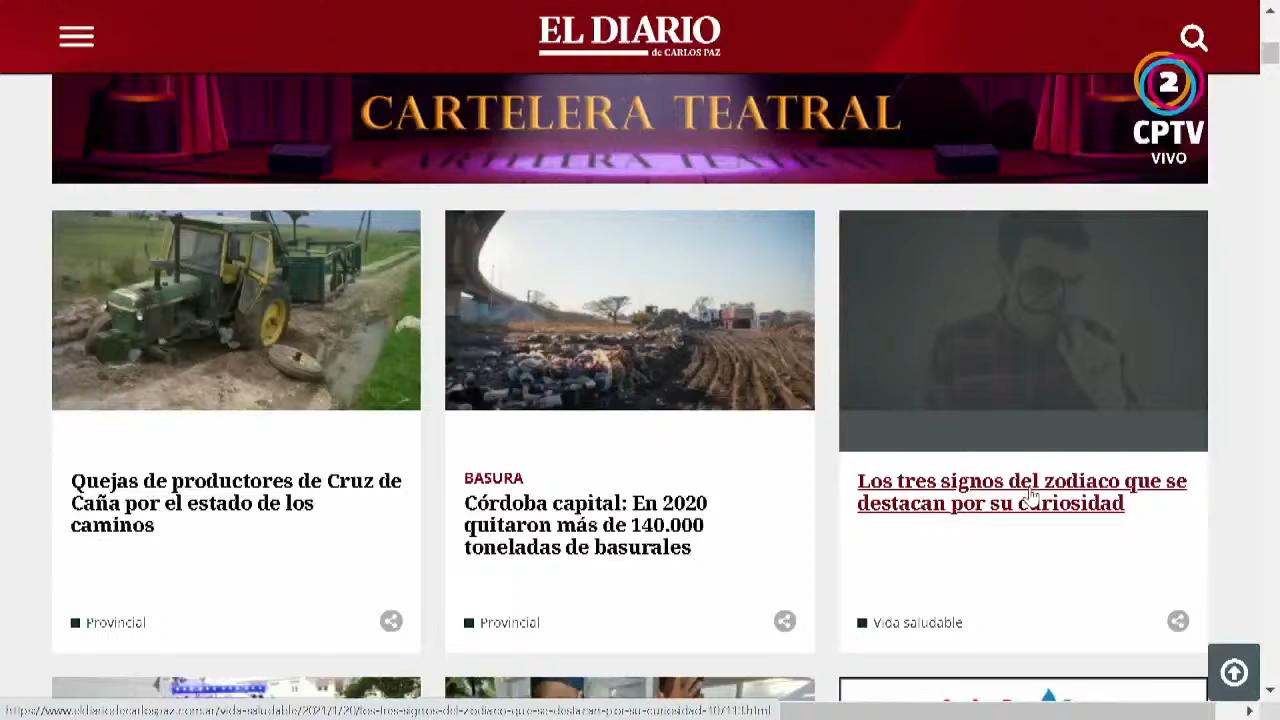 EL DIARIO
de CARLOS PAZ
2
CPTV
VIVO
CARTELERA TEATRAL
Quejas de productores de Cruz de
Caña por el estado de los
caminos
Provincial
BASURA
Córdoba capital: En 2020
quitaron más de 140.000
toneladas de basurales
Provincial
Los tres signos del zodiaco que se
destacan por su curiosidad
Vida saludable